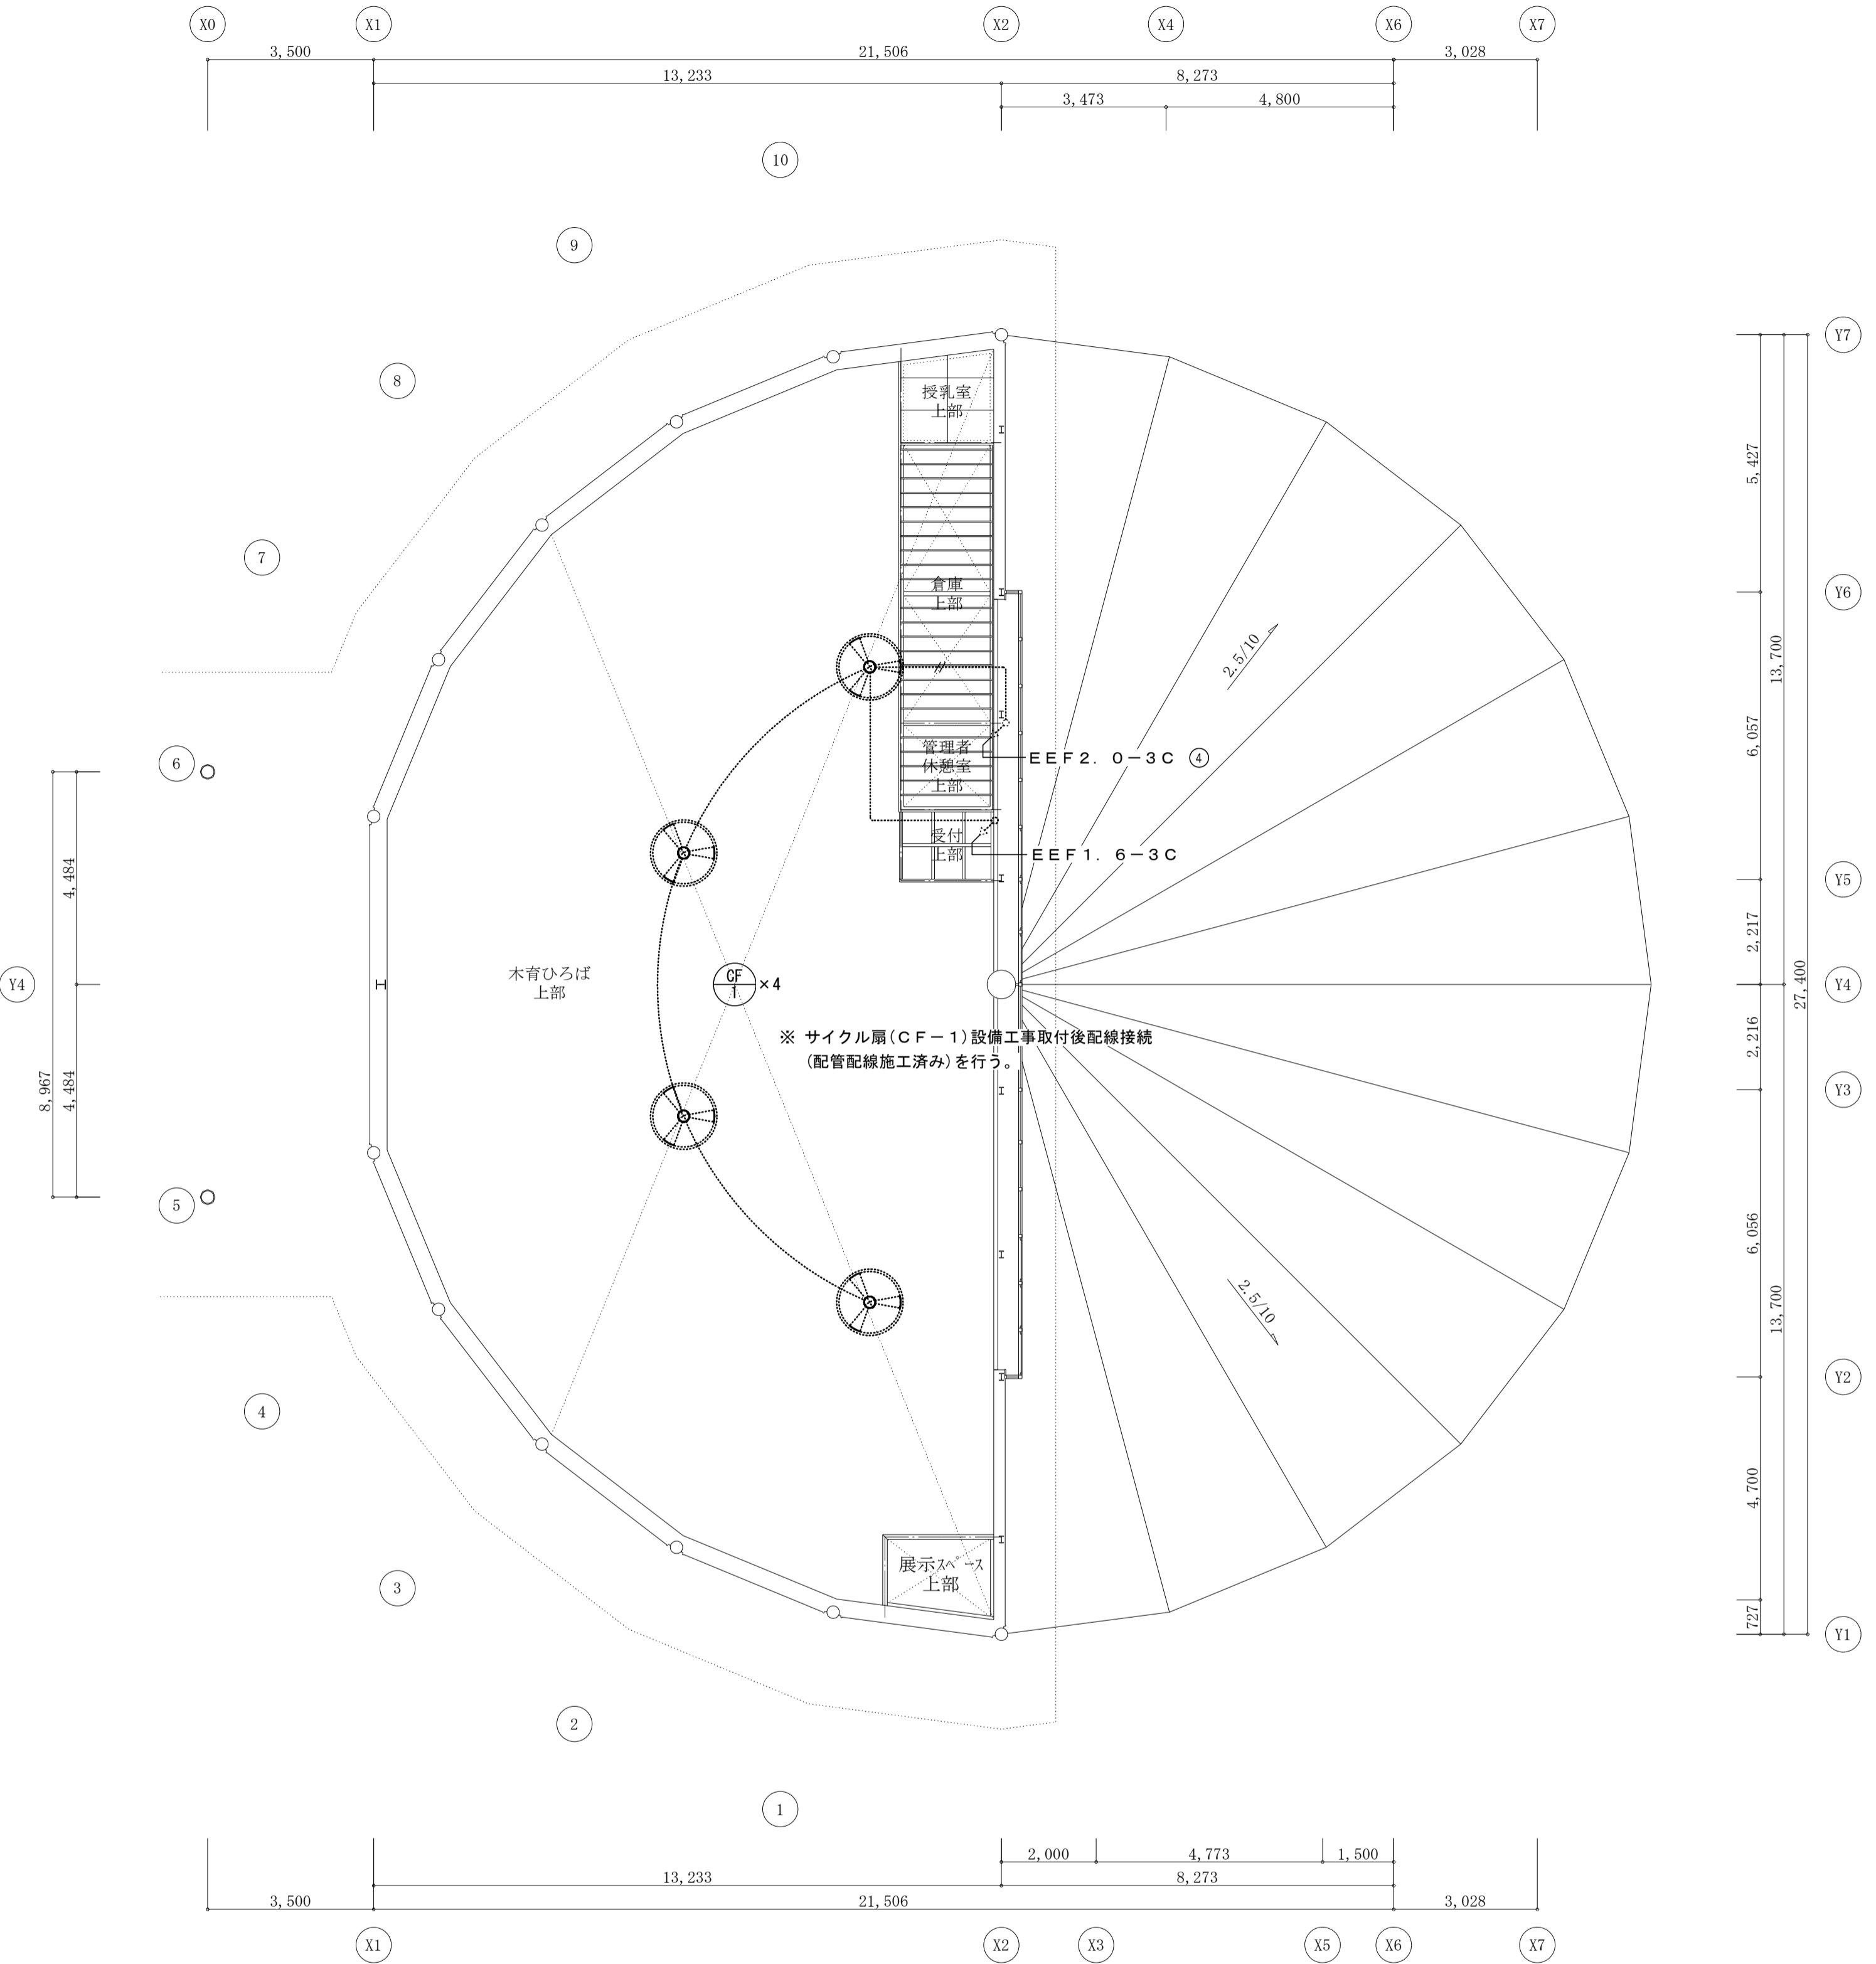 X0 X1 X2 X4 X6 X7
3,500 21,506 3,028
13,233 8,273
3,473 4,800
10
9
8
7
6
5
4
3
2
1
授乳室
上部
倉庫
上部
管理者
休憩室
上部
受付
上部
EEF2.0-3C ④
EEF1.6-3C
木育ひろば
上部
CF
1
×4
※ サイクル扇(CF-1)設備工事取付後配線接続
(配管配線施工済み)を行う。
展示スペース
上部
2.5/10
2.5/10
Y4
4,484
4,484
8,967
Y7
Y6
Y5
Y4
Y3
Y2
Y1
5,427
6,057
2,217
2,216
6,056
4,700
727
13,700
13,700
27,400
2,000 4,773 1,500
13,233 8,273
3,500 21,506 3,028
X1 X2 X3 X5 X6 X7